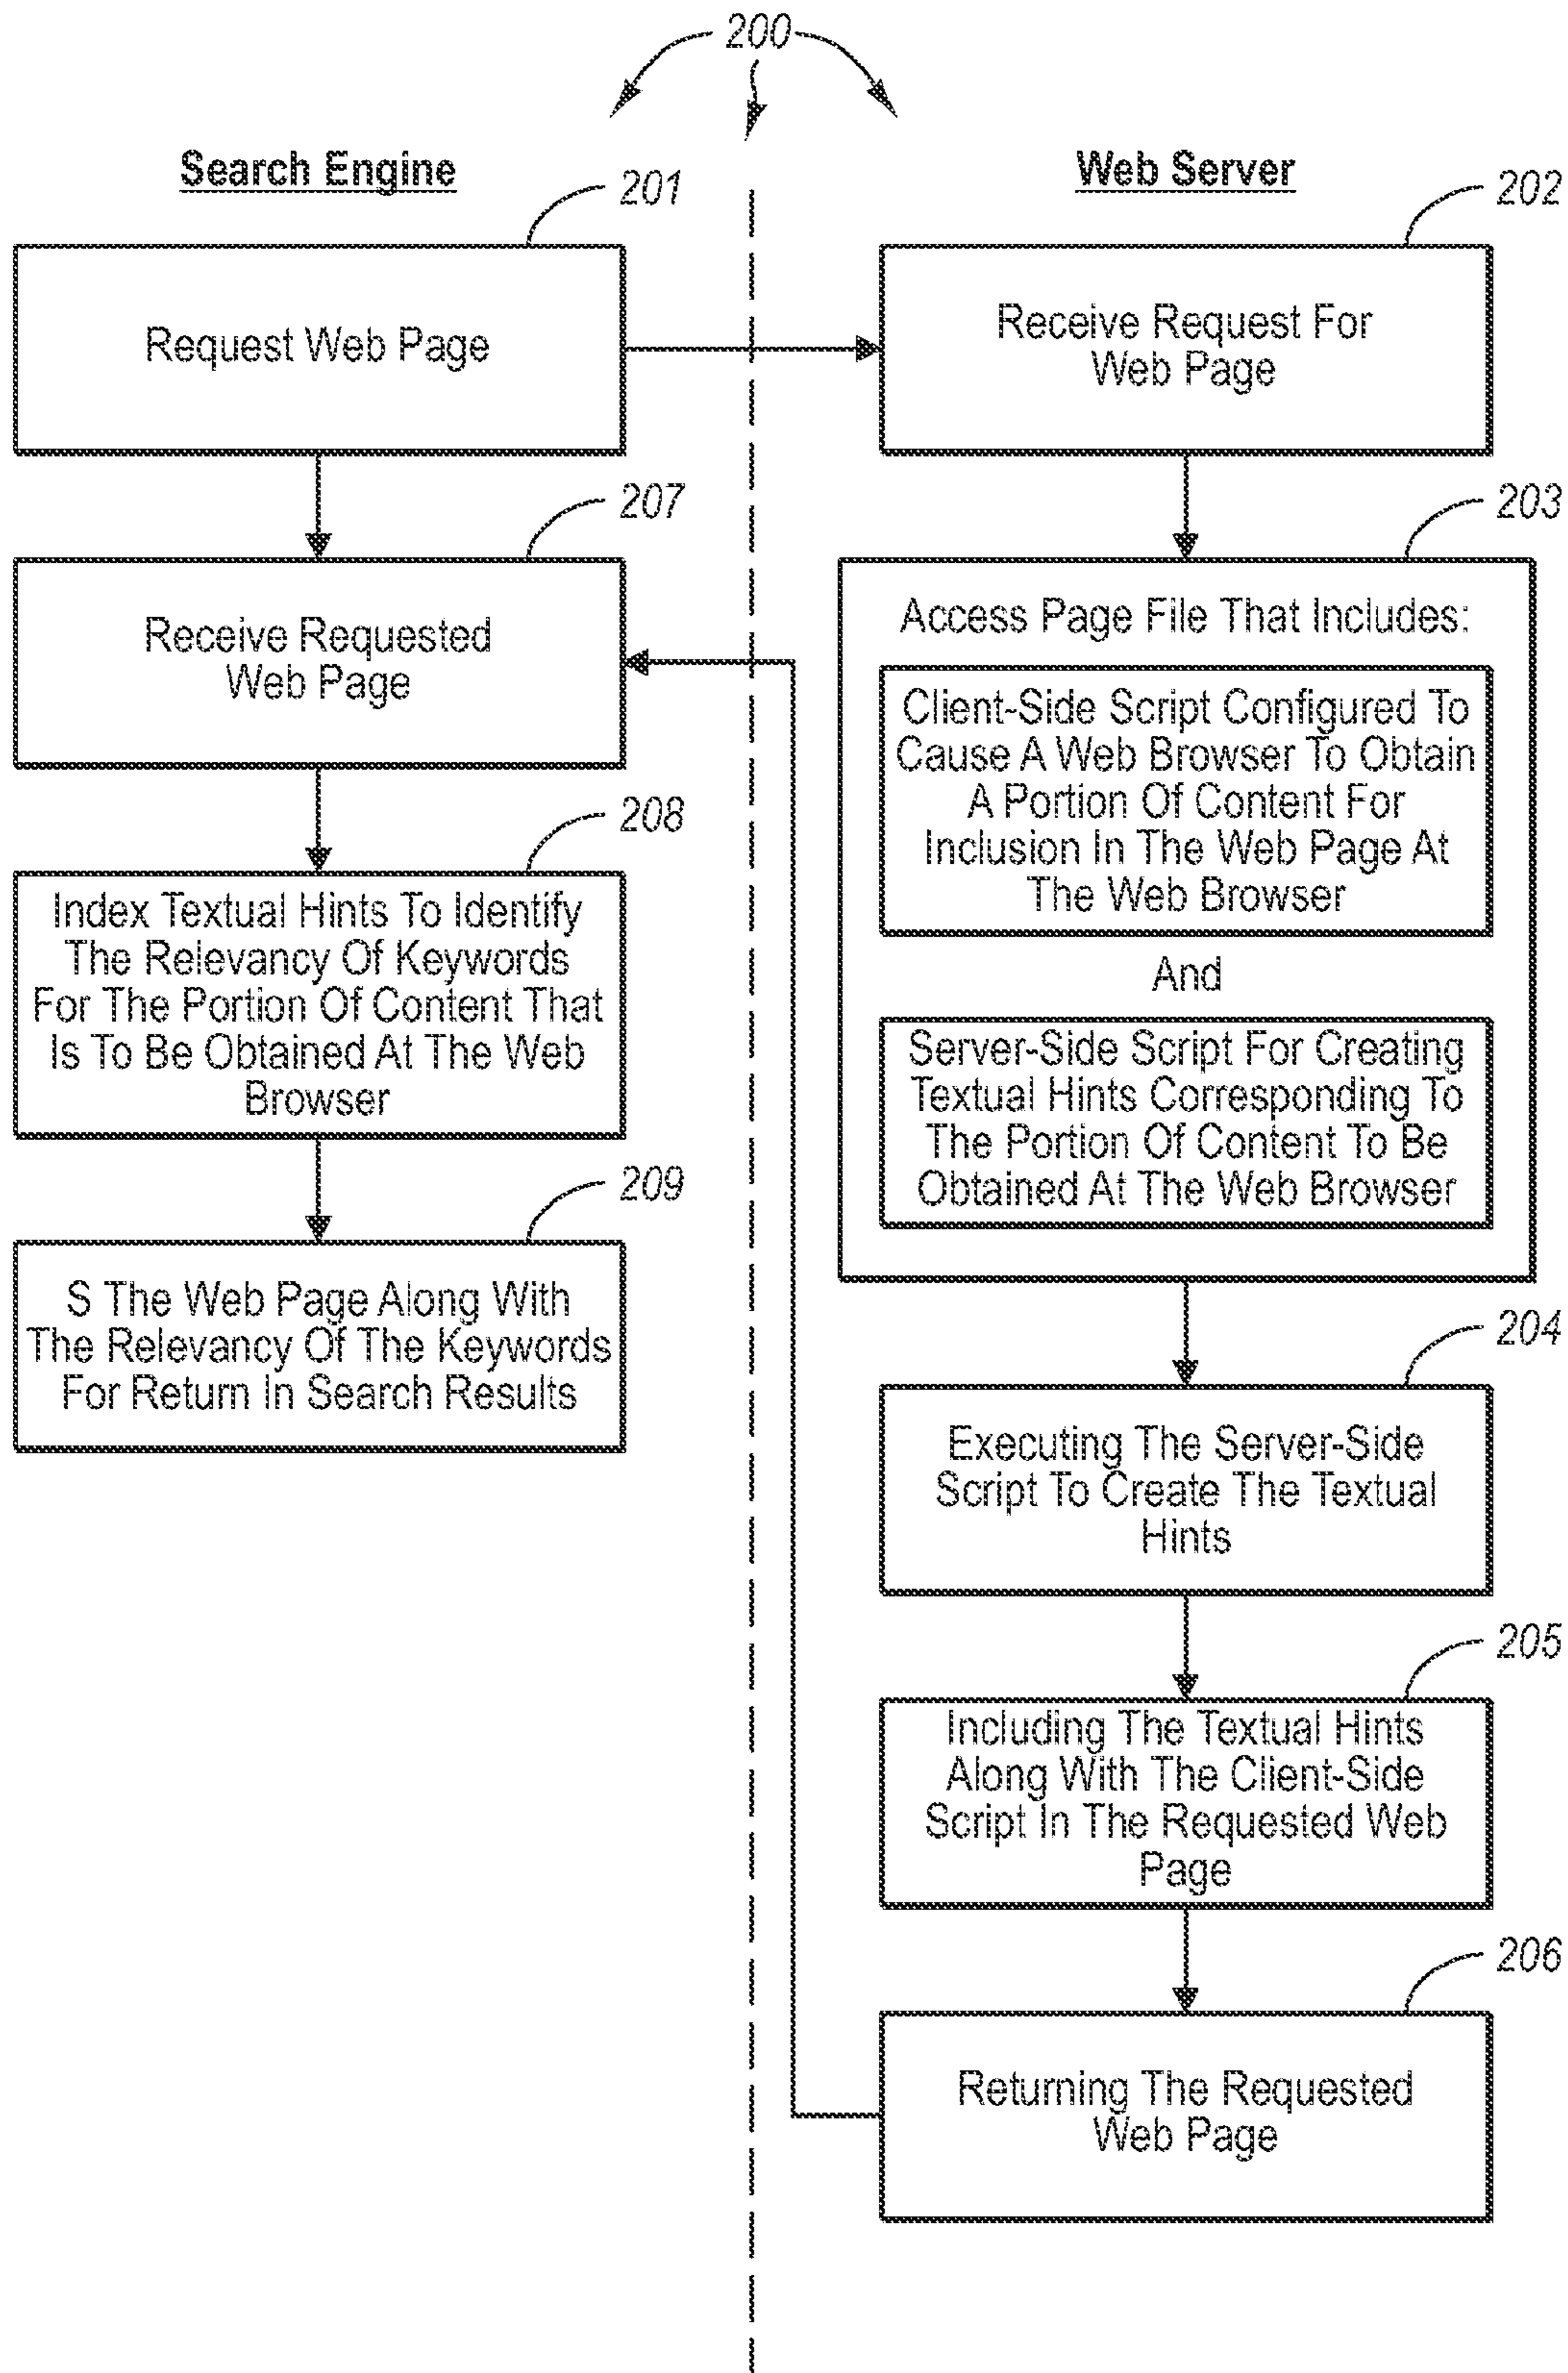 200
Search Engine
201
Request Web Page
207
Receive Requested
Web Page
208
Index Textual Hints To Identify
The Relevancy Of Keywords
For The Portion Of Content That
Is To Be Obtained At The Web
Browser
209
S The Web Page Along With
The Relevancy Of The Keywords
For Return In Search Results
Web Server
202
Receive Request For
Web Page
203
Access Page File That Includes:
Client-Side Script Configured To
Cause A Web Browser To Obtain
A Portion Of Content For
Inclusion In The Web Page At
The Web Browser
And
Server-Side Script For Creating
Textual Hints Corresponding To
The Portion Of Content To Be
Obtained At The Web Browser
204
Executing The Server-Side
Script To Create The Textual
Hints
205
Including The Textual Hints
Along With The Client-Side
Script In The Requested Web
Page
206
Returning The Requested
Web Page